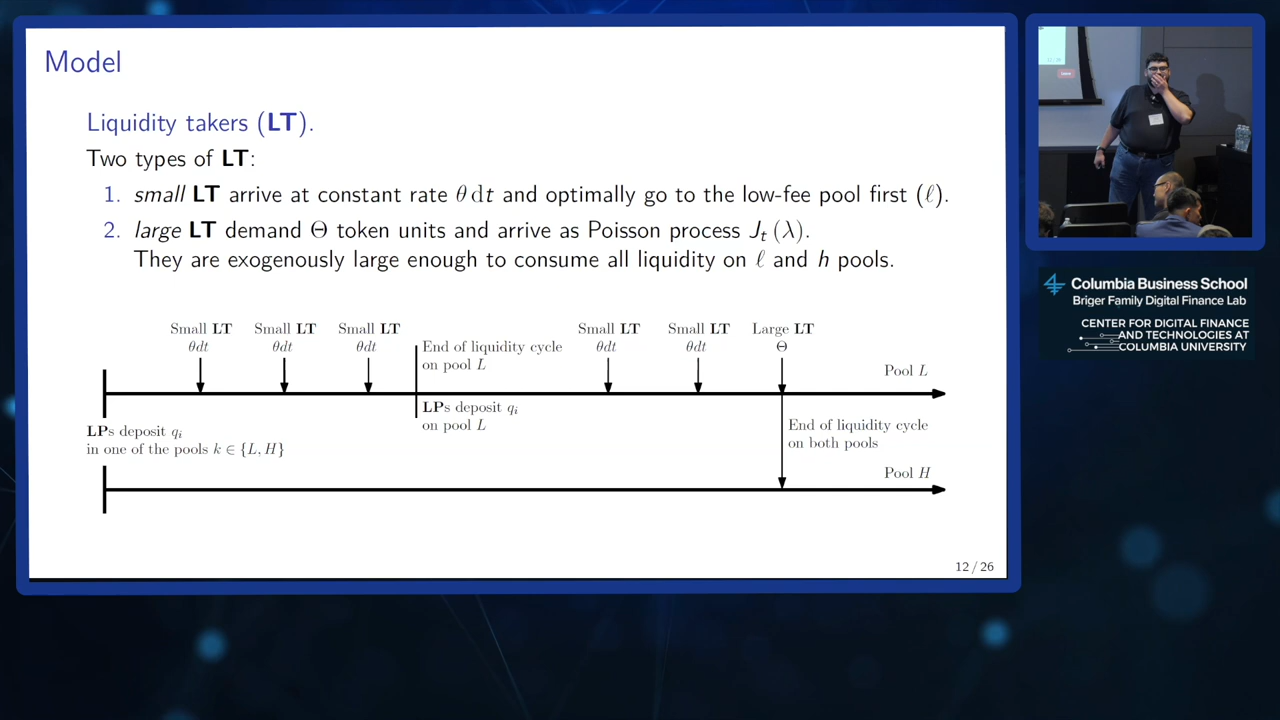 Model
Liquidity takers (LT).
Two types of LT:
1. small LT arrive at constant rate θ dt and optimally go to the low-fee pool first (ℓ).
2. large LT demand Θ token units and arrive as Poisson process J_t (λ).
They are exogenously large enough to consume all liquidity on ℓ and h pools.
Small LT Small LT Small LT Small LT Small LT Large LT
θdt θdt θdt θdt θdt Θ
End of liquidity cycle
on pool L
Pool L
LPs deposit q_i
on pool L
LPs deposit q_i
in one of the pools k ∈ {L, H}
End of liquidity cycle
on both pools
Pool H
12 / 26
Columbia Business School
Briger Family Digital Finance Lab
CENTER FOR DIGITAL FINANCE
AND TECHNOLOGIES AT
COLUMBIA UNIVERSITY